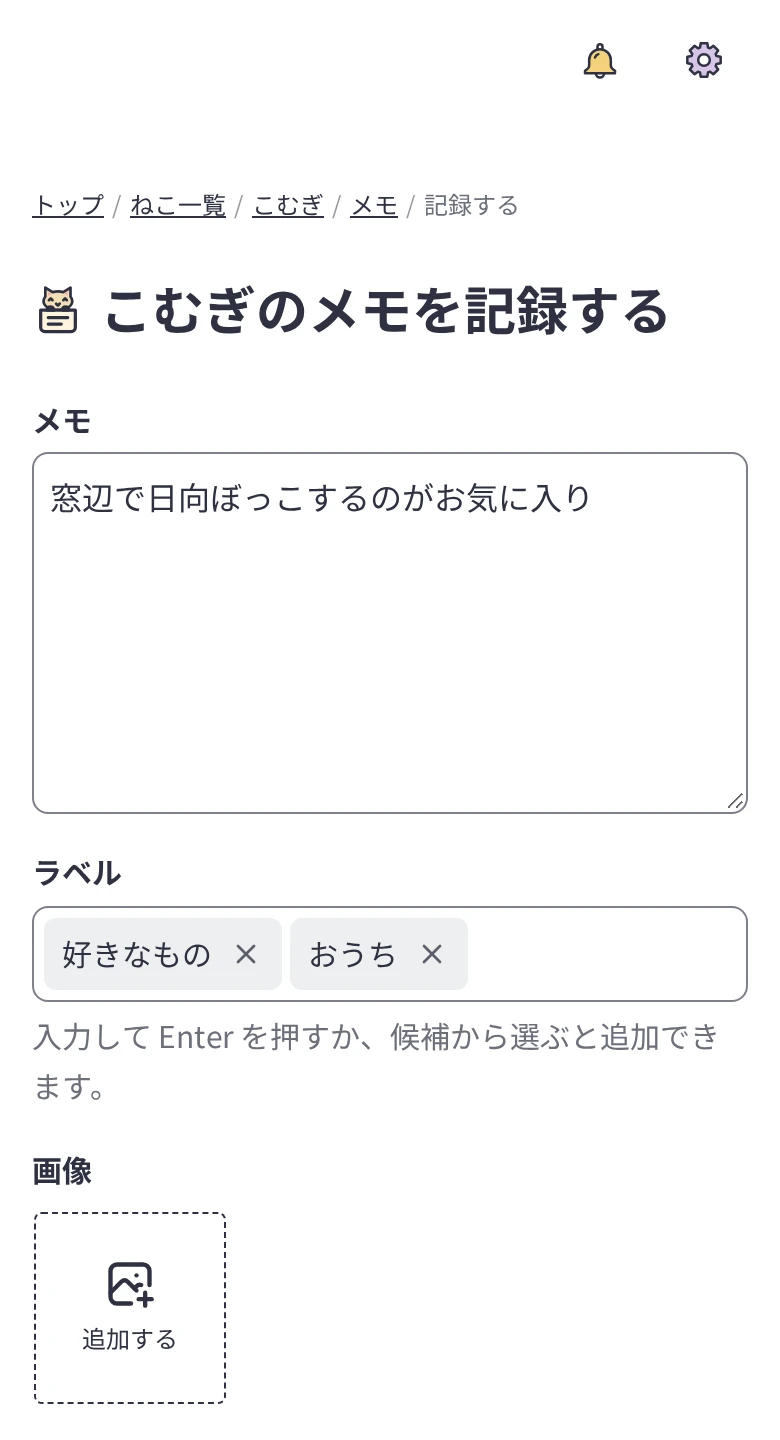 トップ / ねこ一覧 / こむぎ / メモ / 記録する
こむぎのメモを記録する
メモ
窓辺で日向ぼっこするのがお気に入り
ラベル
好きなもの × おうち ×
入力して Enter を押すか、候補から選ぶと追加でき
ます。
画像
追加する